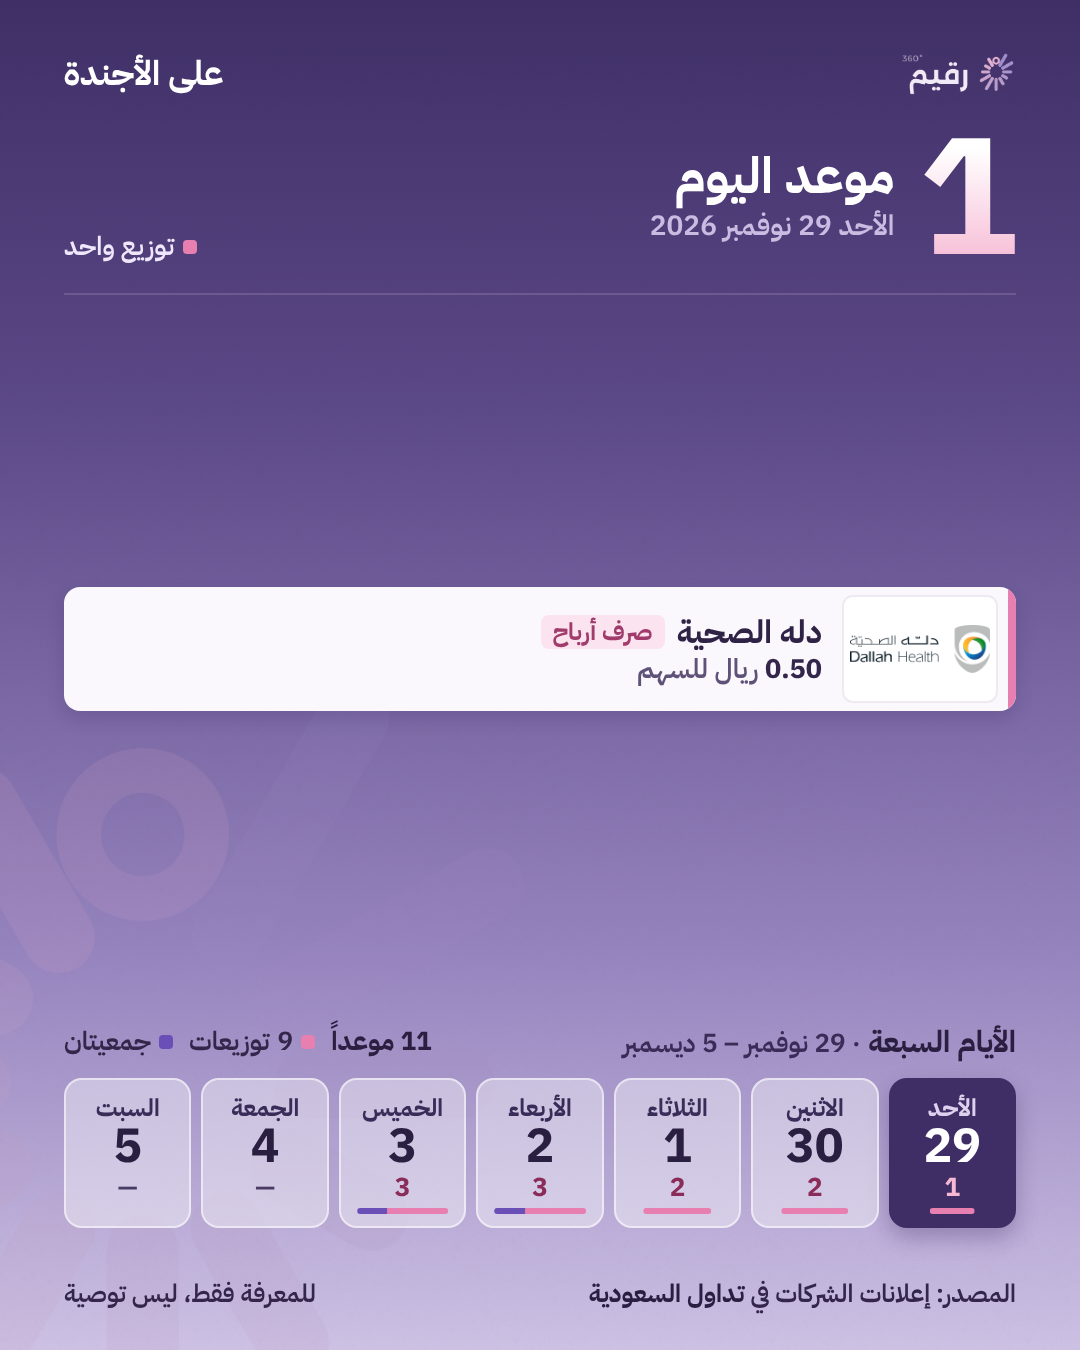 رقيم 360°
على الأجندة
1
موعد اليوم
الأحد 29 نوفمبر 2026
توزيع واحد
دلـه الصحيّة
Dallah Health
دله الصحية صرف أرباح
0.50 ريال للسهم
الأيام السبعة · 29 نوفمبر – 5 ديسمبر
11 موعداً 9 توزيعات جمعيتان
الأحد 29 1
الاثنين 30 2
الثلاثاء 1 2
الأربعاء 2 3
الخميس 3 3
الجمعة 4 –
السبت 5 –
المصدر: إعلانات الشركات في تداول السعودية
للمعرفة فقط، ليس توصية